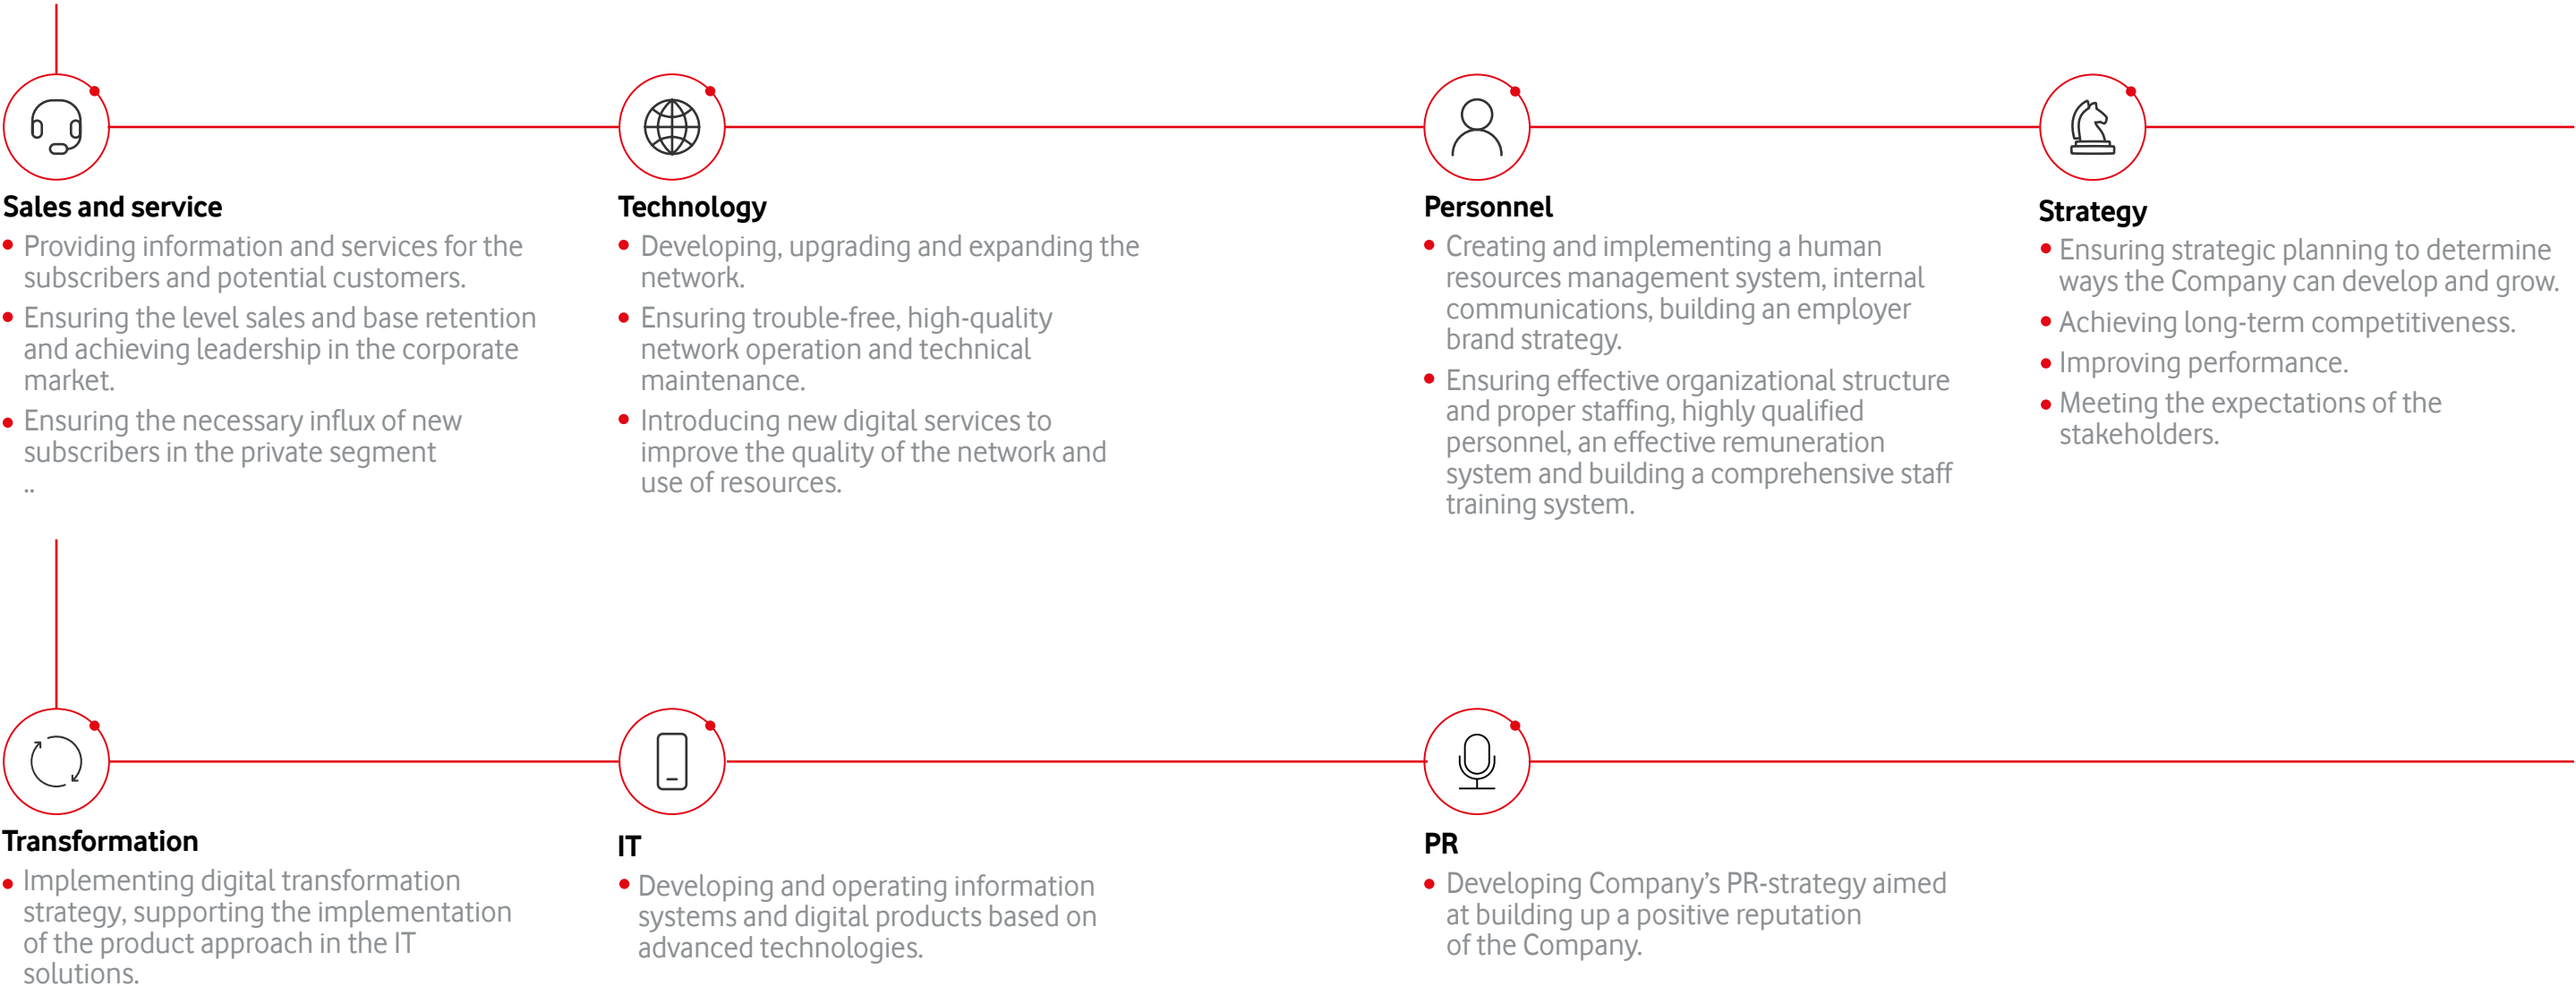 Sales and service
Providing information and services for the
subscribers and potential customers.
Ensuring the level sales and base retention
and achieving leadership in the corporate
market.
Ensuring the necessary influx of new
subscribers in the private segment
..
Technology
Developing, upgrading and expanding the
network.
Ensuring trouble-free, high-quality
network operation and technical
maintenance.
Introducing new digital services to
improve the quality of the network and
use of resources.
Personnel
Creating and implementing a human
resources management system, internal
communications, building an employer
brand strategy.
Ensuring effective organizational structure
and proper staffing, highly qualified
personnel, an effective remuneration
system and building a comprehensive staff
training system.
Strategy
Ensuring strategic planning to determine
ways the Company can develop and grow.
Achieving long-term competitiveness.
Improving performance.
Meeting the expectations of the
stakeholders.
Transformation
Implementing digital transformation
strategy, supporting the implementation
of the product approach in the IT
solutions.
IT
Developing and operating information
systems and digital products based on
advanced technologies.
PR
Developing Company’s PR-strategy aimed
at building up a positive reputation
of the Company.